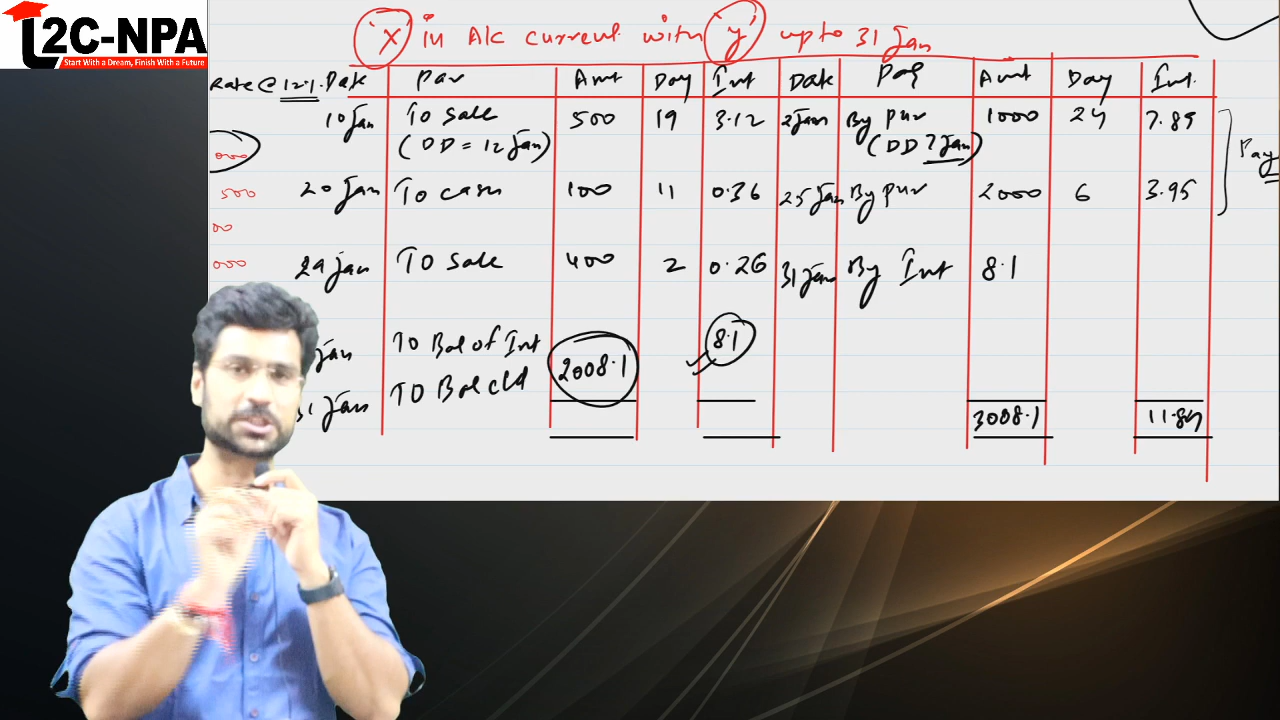 L2C-NPA
Start With a Dream, Finish With a Future
'X' in A/c current with 'y' upto 31 Jan
Rate @ 12%. Date Par Amt Day Int Date Par Amt Day Int.
10 Jan To Sale 500 19 3.12 2 Jan By pur 1000 24 7.89
(DD = 12 Jan) (DD 7 Jan)
Pay
000
500 20 Jan To cash 100 11 0.36 25 Jan By pur 2000 6 3.95
00
000 29 Jan TO Sale 400 2 0.26 31 Jan By Int 8.1
Jan TO Bal of Int 8.1
31 Jan TO Bal c/d 2008.1
3008.1 11.84